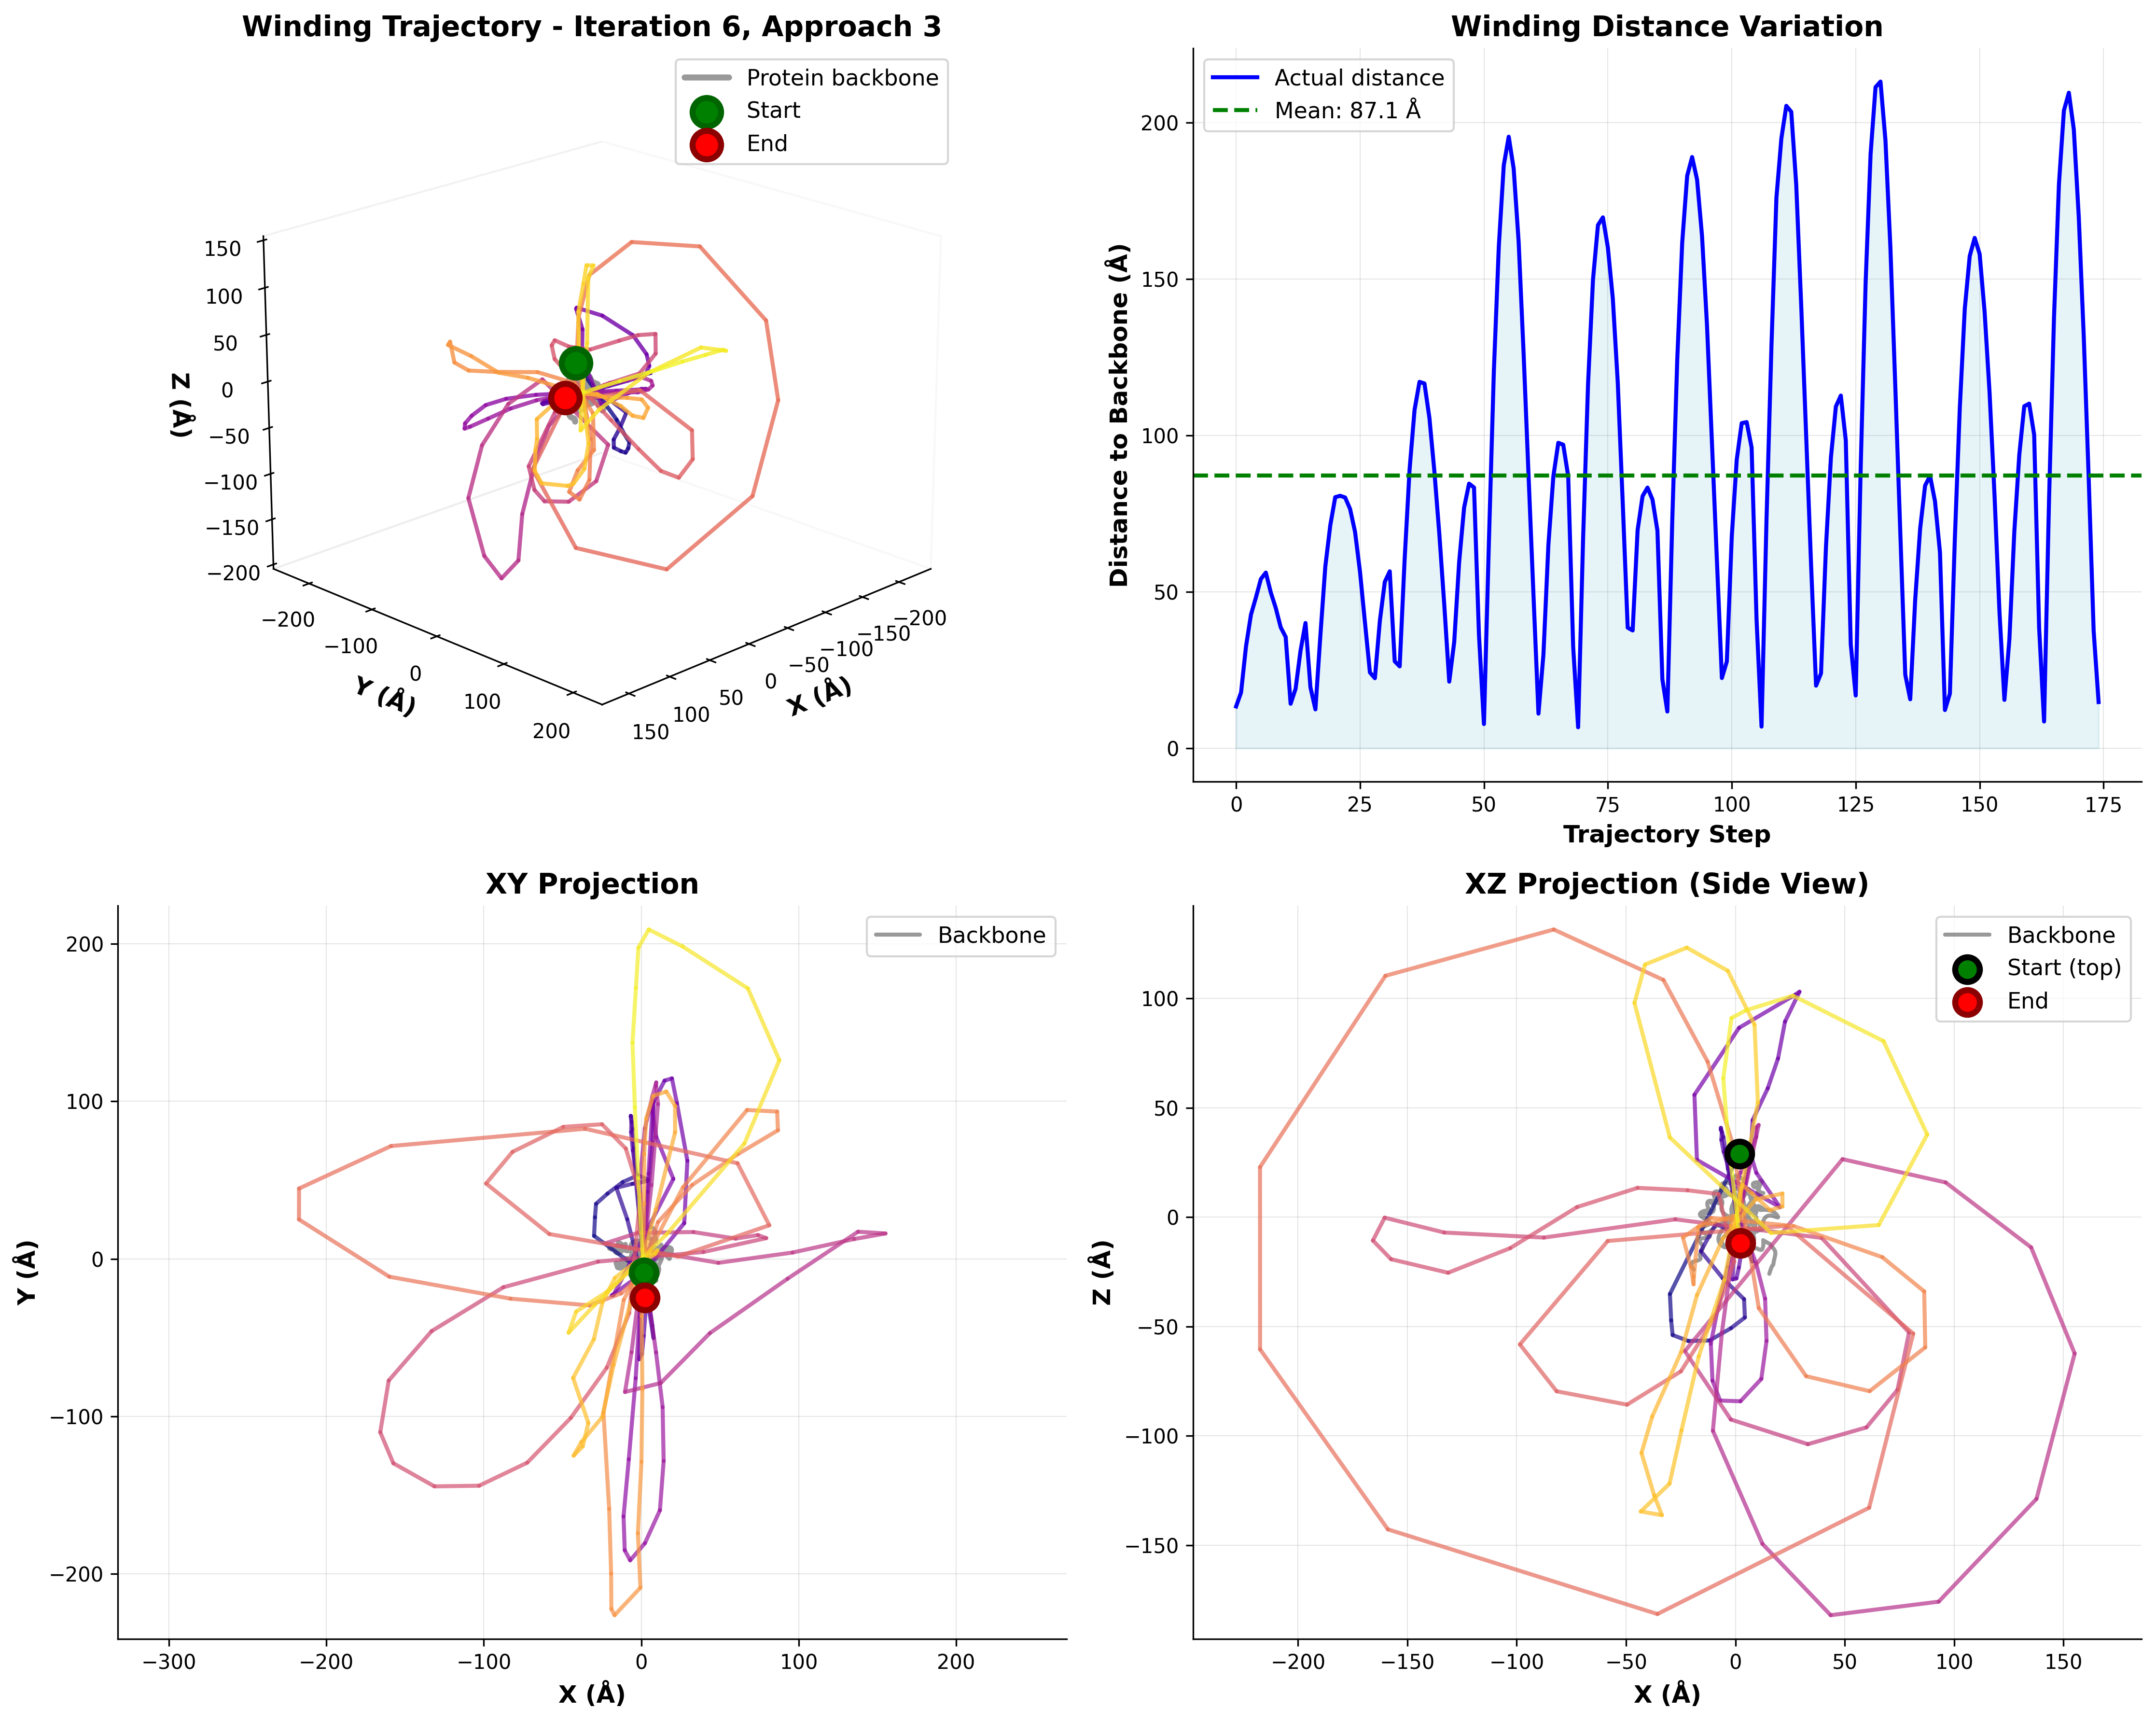 Winding Trajectory - Iteration 6, Approach 3
Protein backbone
Start
End
150
100
50
0
−50
−100
−150
−200
Z (Å)
−200
−100
0
100
200
Y (Å)
150
100
50
0
−50
−100
−150
−200
X (Å)
Winding Distance Variation
Actual distance
Mean: 87.1 Å
200
150
100
50
0
Distance to Backbone (Å)
0 25 50 75 100 125 150 175
Trajectory Step
XY Projection
Backbone
200
100
0
−100
−200
Y (Å)
−300 −200 −100 0 100 200
X (Å)
XZ Projection (Side View)
Backbone
Start (top)
End
100
50
0
−50
−100
−150
Z (Å)
−200 −150 −100 −50 0 50 100 150
X (Å)